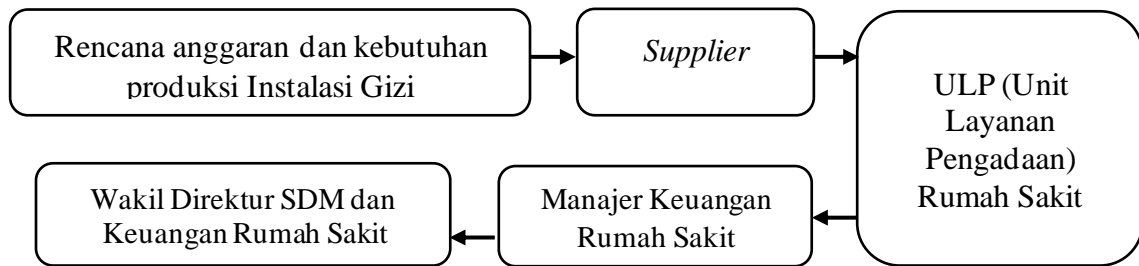 Rencana anggaran dan kebutuhan
produksi Instalasi Gizi
Supplier
ULP (Unit
Layanan
Pengadaan)
Rumah Sakit
Manajer Keuangan
Rumah Sakit
Wakil Direktur SDM dan
Keuangan Rumah Sakit